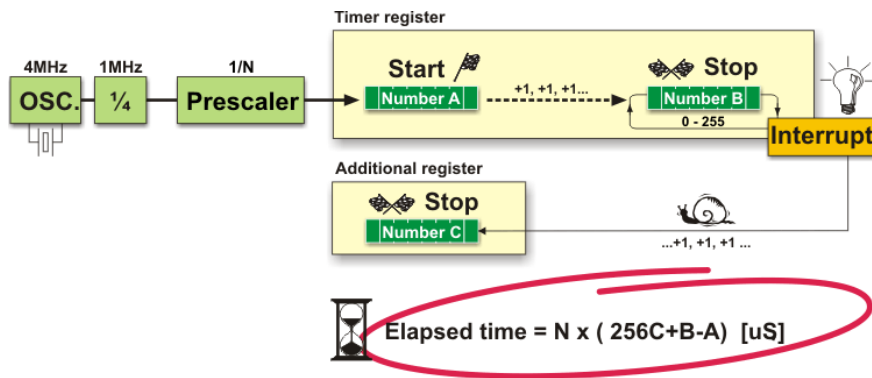 Timer register
4MHz 1MHz 1/N
OSC. ¼ Prescaler
Start
Number A
+1, +1, +1...
Stop
Number B
0 - 255
Interrupt
Additional register
Stop
Number C
...+1, +1, +1 ...
Elapsed time = N x ( 256C+B-A) [uS]